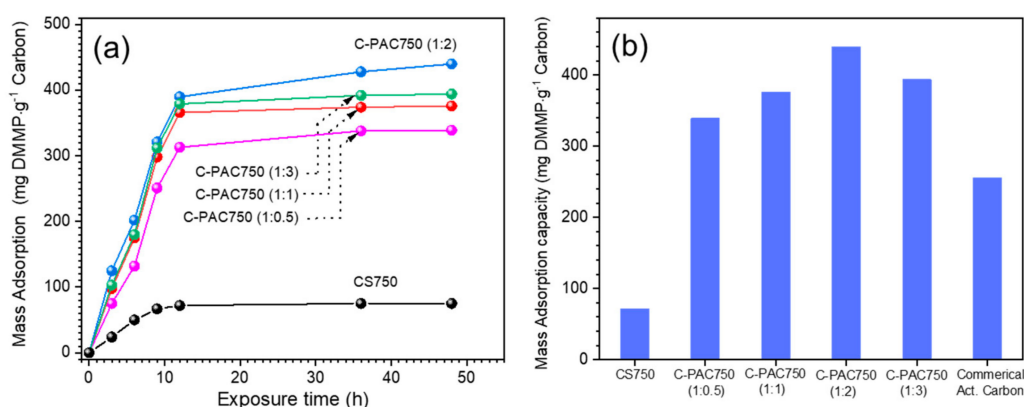 (a)
C-PAC750 (1:2)
C-PAC750 (1:3)
C-PAC750 (1:1)
C-PAC750 (1:0.5)
CS750
Mass Adsorption (mg DMMP·g⁻¹ Carbon)
500
400
300
200
100
0
0 10 20 30 40 50
Exposure time (h)
(b)
Mass Adsorption capacity (mg DMMP·g⁻¹ Carbon)
400
300
200
100
0
CS750 C-PAC750 C-PAC750 C-PAC750 C-PAC750 Commerical
(1:0.5) (1:1) (1:2) (1:3) Act. Carbon